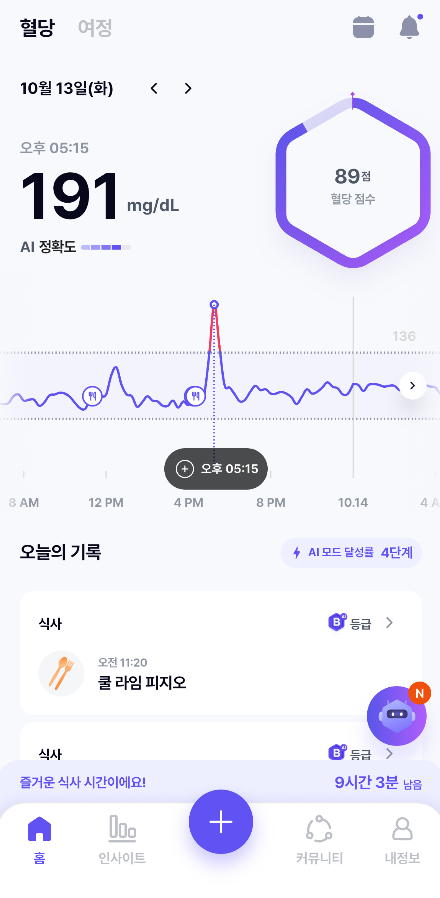 혈당 여정
10월 13일(화)
오후 05:15
191 mg/dL
AI 정확도
89점
혈당 점수
136
오후 05:15
8 AM 12 PM 4 PM 8 PM 10.14 4 A
오늘의 기록
AI 모드 달성률 4단계
식사
B AI 등급
오전 11:20
쿨 라임 피지오
N
식사
B AI 등급
즐거운 식사 시간이에요!
9시간 3분 남음
홈 인사이트 커뮤니티 내정보